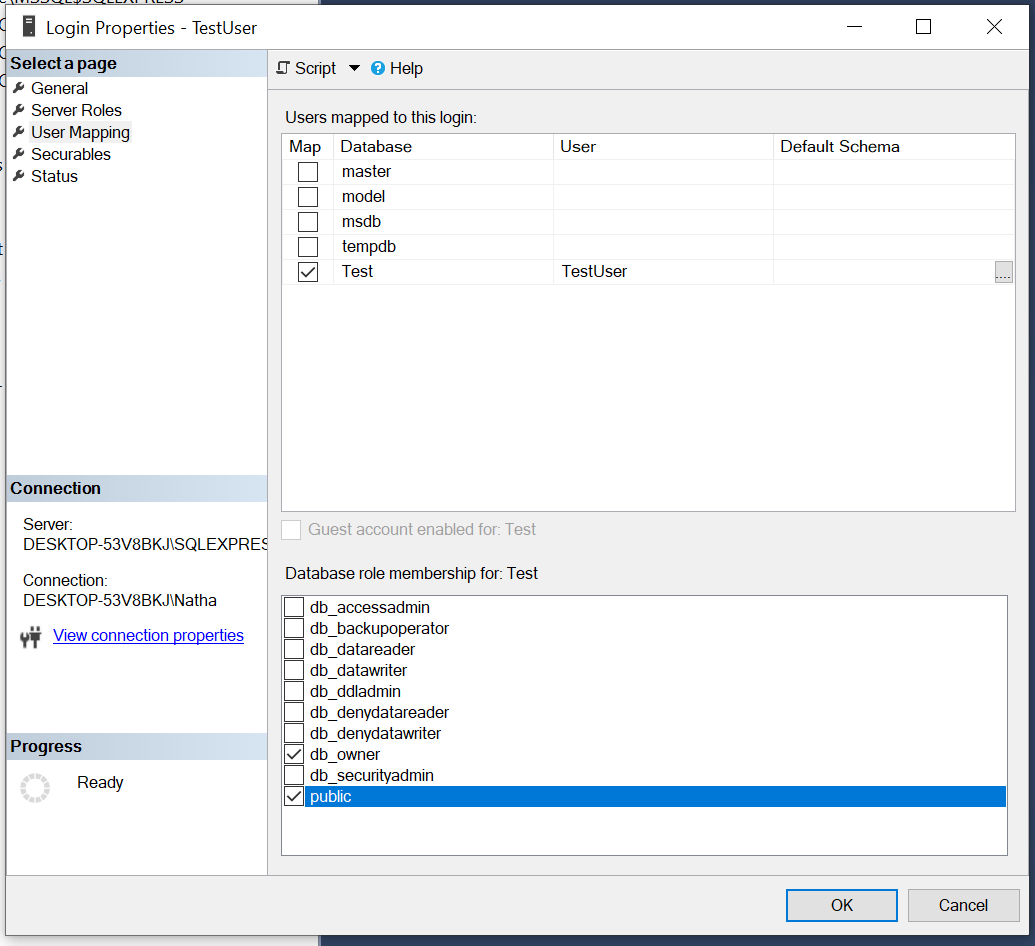 Login Properties - TestUser
Select a page
General
Server Roles
User Mapping
Securables
Status
Connection
Server:
DESKTOP-53V8BKJ\SQLEXPRES
Connection:
DESKTOP-53V8BKJ\Natha
View connection properties
Progress
Ready
Script Help
Users mapped to this login:
Map Database User Default Schema
master
model
msdb
tempdb
Test TestUser ...
Guest account enabled for: Test
Database role membership for: Test
db_accessadmin
db_backupoperator
db_datareader
db_datawriter
db_ddladmin
db_denydatareader
db_denydatawriter
db_owner
db_securityadmin
public
OK Cancel